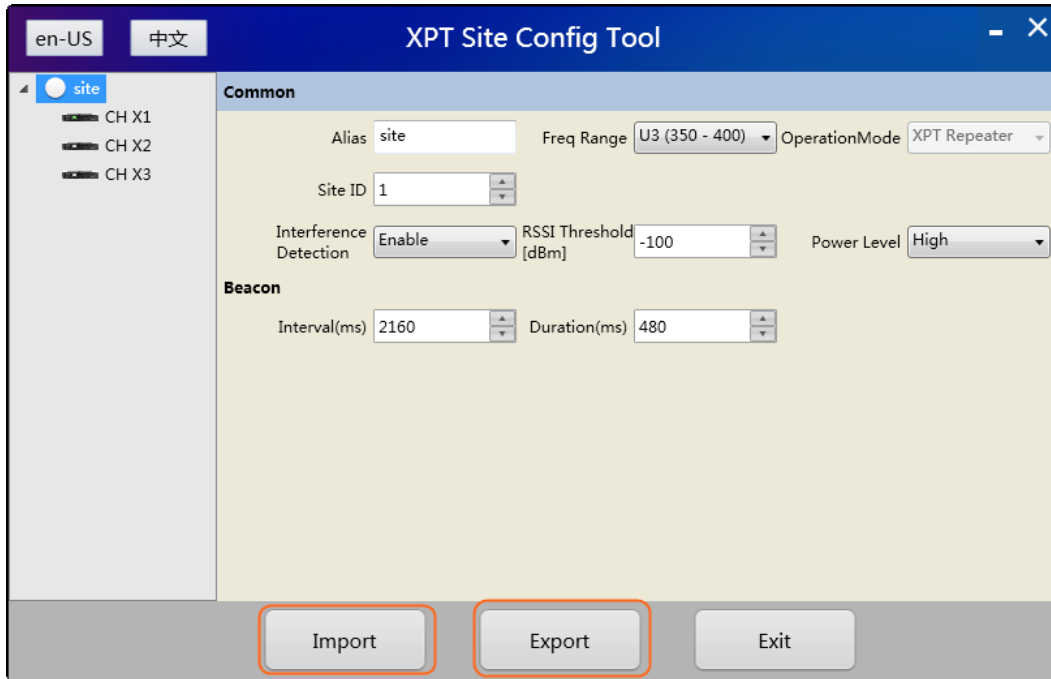 en-US 中文 XPT Site Config Tool
site
CH X1
CH X2
CH X3
Common
Alias site Freq Range U3 (350 - 400) OperationMode XPT Repeater
Site ID 1
Interference Detection Enable RSSI Threshold [dBm] -100 Power Level High
Beacon
Interval(ms) 2160 Duration(ms) 480
Import Export Exit